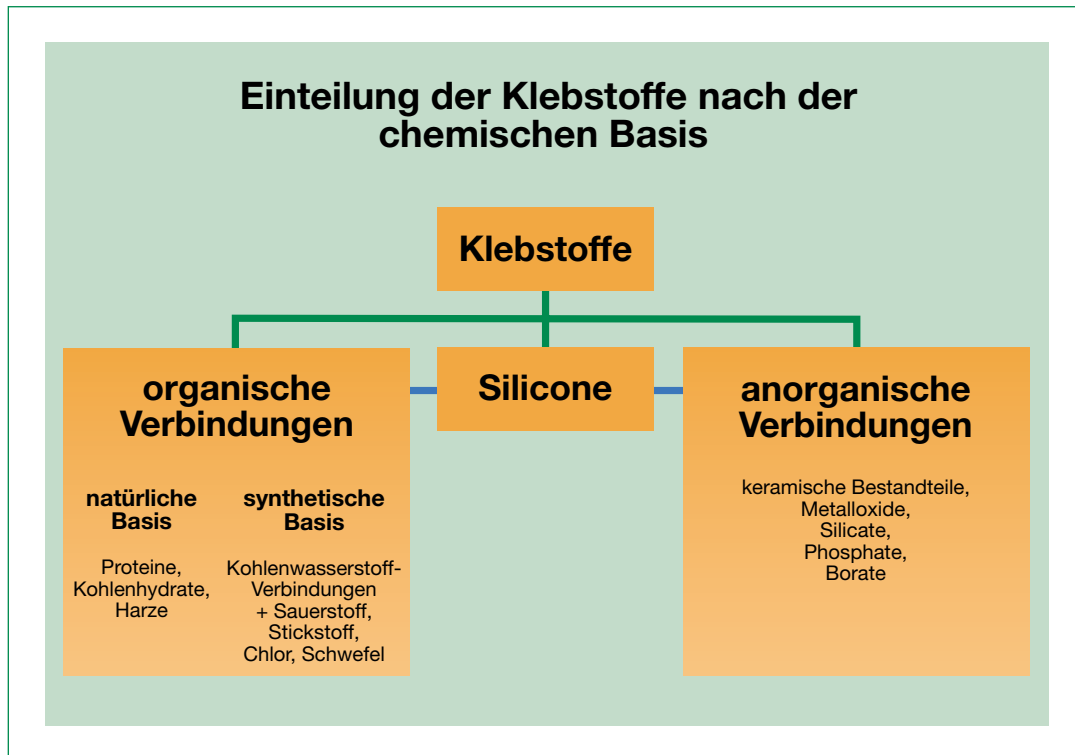 Einteilung der Klebstoffe nach der
chemischen Basis
Klebstoffe
organische
Verbindungen
natürliche
Basis
Proteine,
Kohlenhydrate,
Harze
synthetische
Basis
Kohlenwasserstoff-
Verbindungen
+ Sauerstoff,
Stickstoff,
Chlor, Schwefel
Silicone
anorganische
Verbindungen
keramische Bestandteile,
Metalloxide,
Silicate,
Phosphate,
Borate